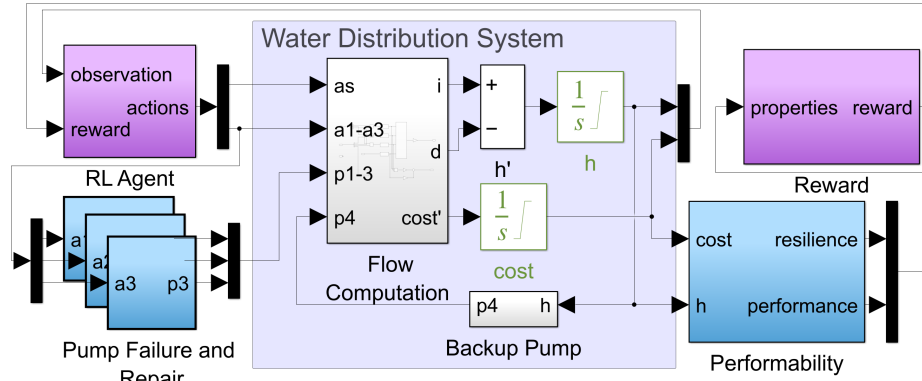 Water Distribution System
observation
actions
reward
RL Agent
as
a1-a3
p1-3
p4
i
d
cost'
Flow
Computation
+
−
h'
1
s
h
1
s
cost
p4
h
Backup Pump
properties
reward
Reward
cost
resilience
h
performance
Performability
a2
a3
p3
Pump Failure and
Repair